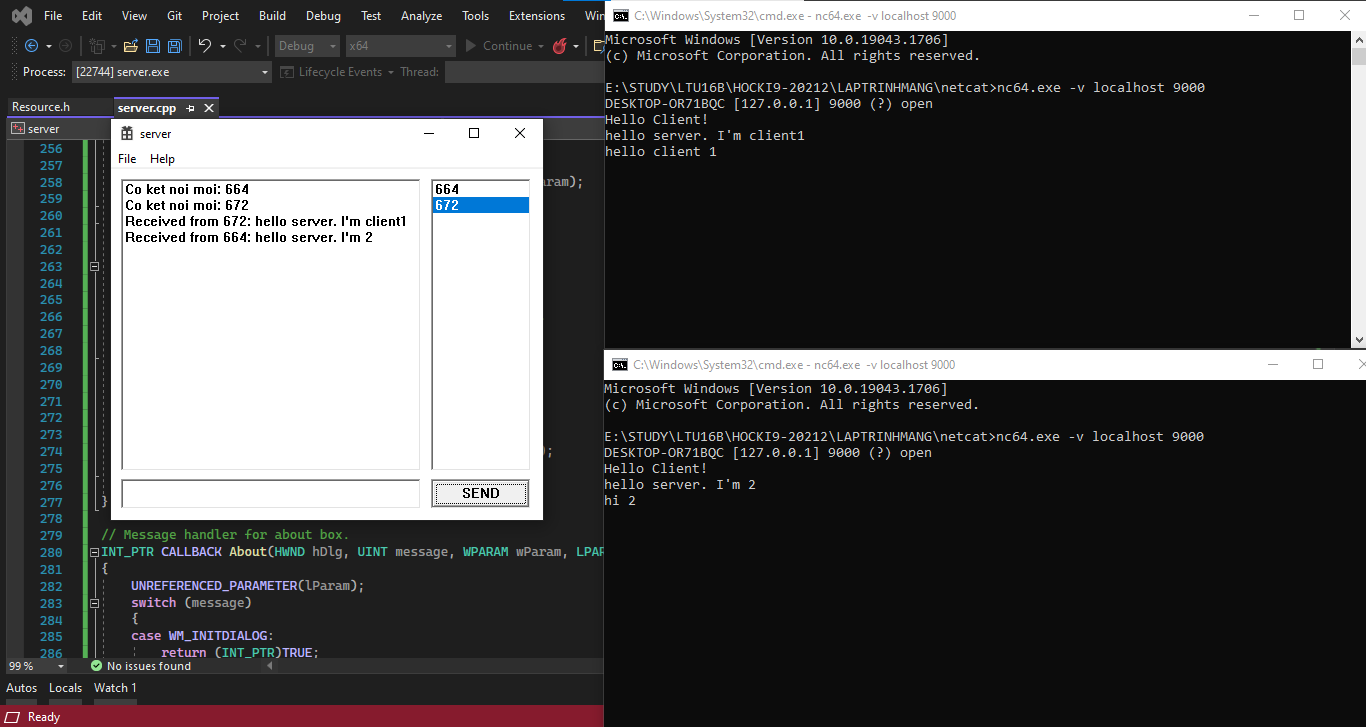 File Edit View Git Project Build Debug Test Analyze Tools Extensions
Debug x64 Continue
Process: [22744] server.exe Lifecycle Events Thread:
Resource.h server.cpp
server
256
257
258
259
260
261
262
263
264
265
266
267
268
269
270
271
272
273
274 );
275
276
277 }
278
279 // Message handler for about box.
280 INT_PTR CALLBACK About(HWND hDlg, UINT message, WPARAM wParam, LPAR
281 {
282 UNREFERENCED_PARAMETER(lParam);
283 switch (message)
284 {
285 case WM_INITDIALOG:
286 return (INT_PTR)TRUE;
99 % No issues found
Autos Locals Watch 1
Ready
server
File Help
Co ket noi moi: 664
Co ket noi moi: 672
Received from 672: hello server. I'm client1
Received from 664: hello server. I'm 2
664
672
SEND
C:\Windows\System32\cmd.exe - nc64.exe -v localhost 9000
Microsoft Windows [Version 10.0.19043.1706]
(c) Microsoft Corporation. All rights reserved.
E:\STUDY\LTU16B\HOCKI9-20212\LAPTRINHMANG\netcat>nc64.exe -v localhost 9000
DESKTOP-OR71BQC [127.0.0.1] 9000 (?) open
Hello Client!
hello server. I'm client1
hello client 1
C:\Windows\System32\cmd.exe - nc64.exe -v localhost 9000
Microsoft Windows [Version 10.0.19043.1706]
(c) Microsoft Corporation. All rights reserved.
E:\STUDY\LTU16B\HOCKI9-20212\LAPTRINHMANG\netcat>nc64.exe -v localhost 9000
DESKTOP-OR71BQC [127.0.0.1] 9000 (?) open
Hello Client!
hello server. I'm 2
hi 2